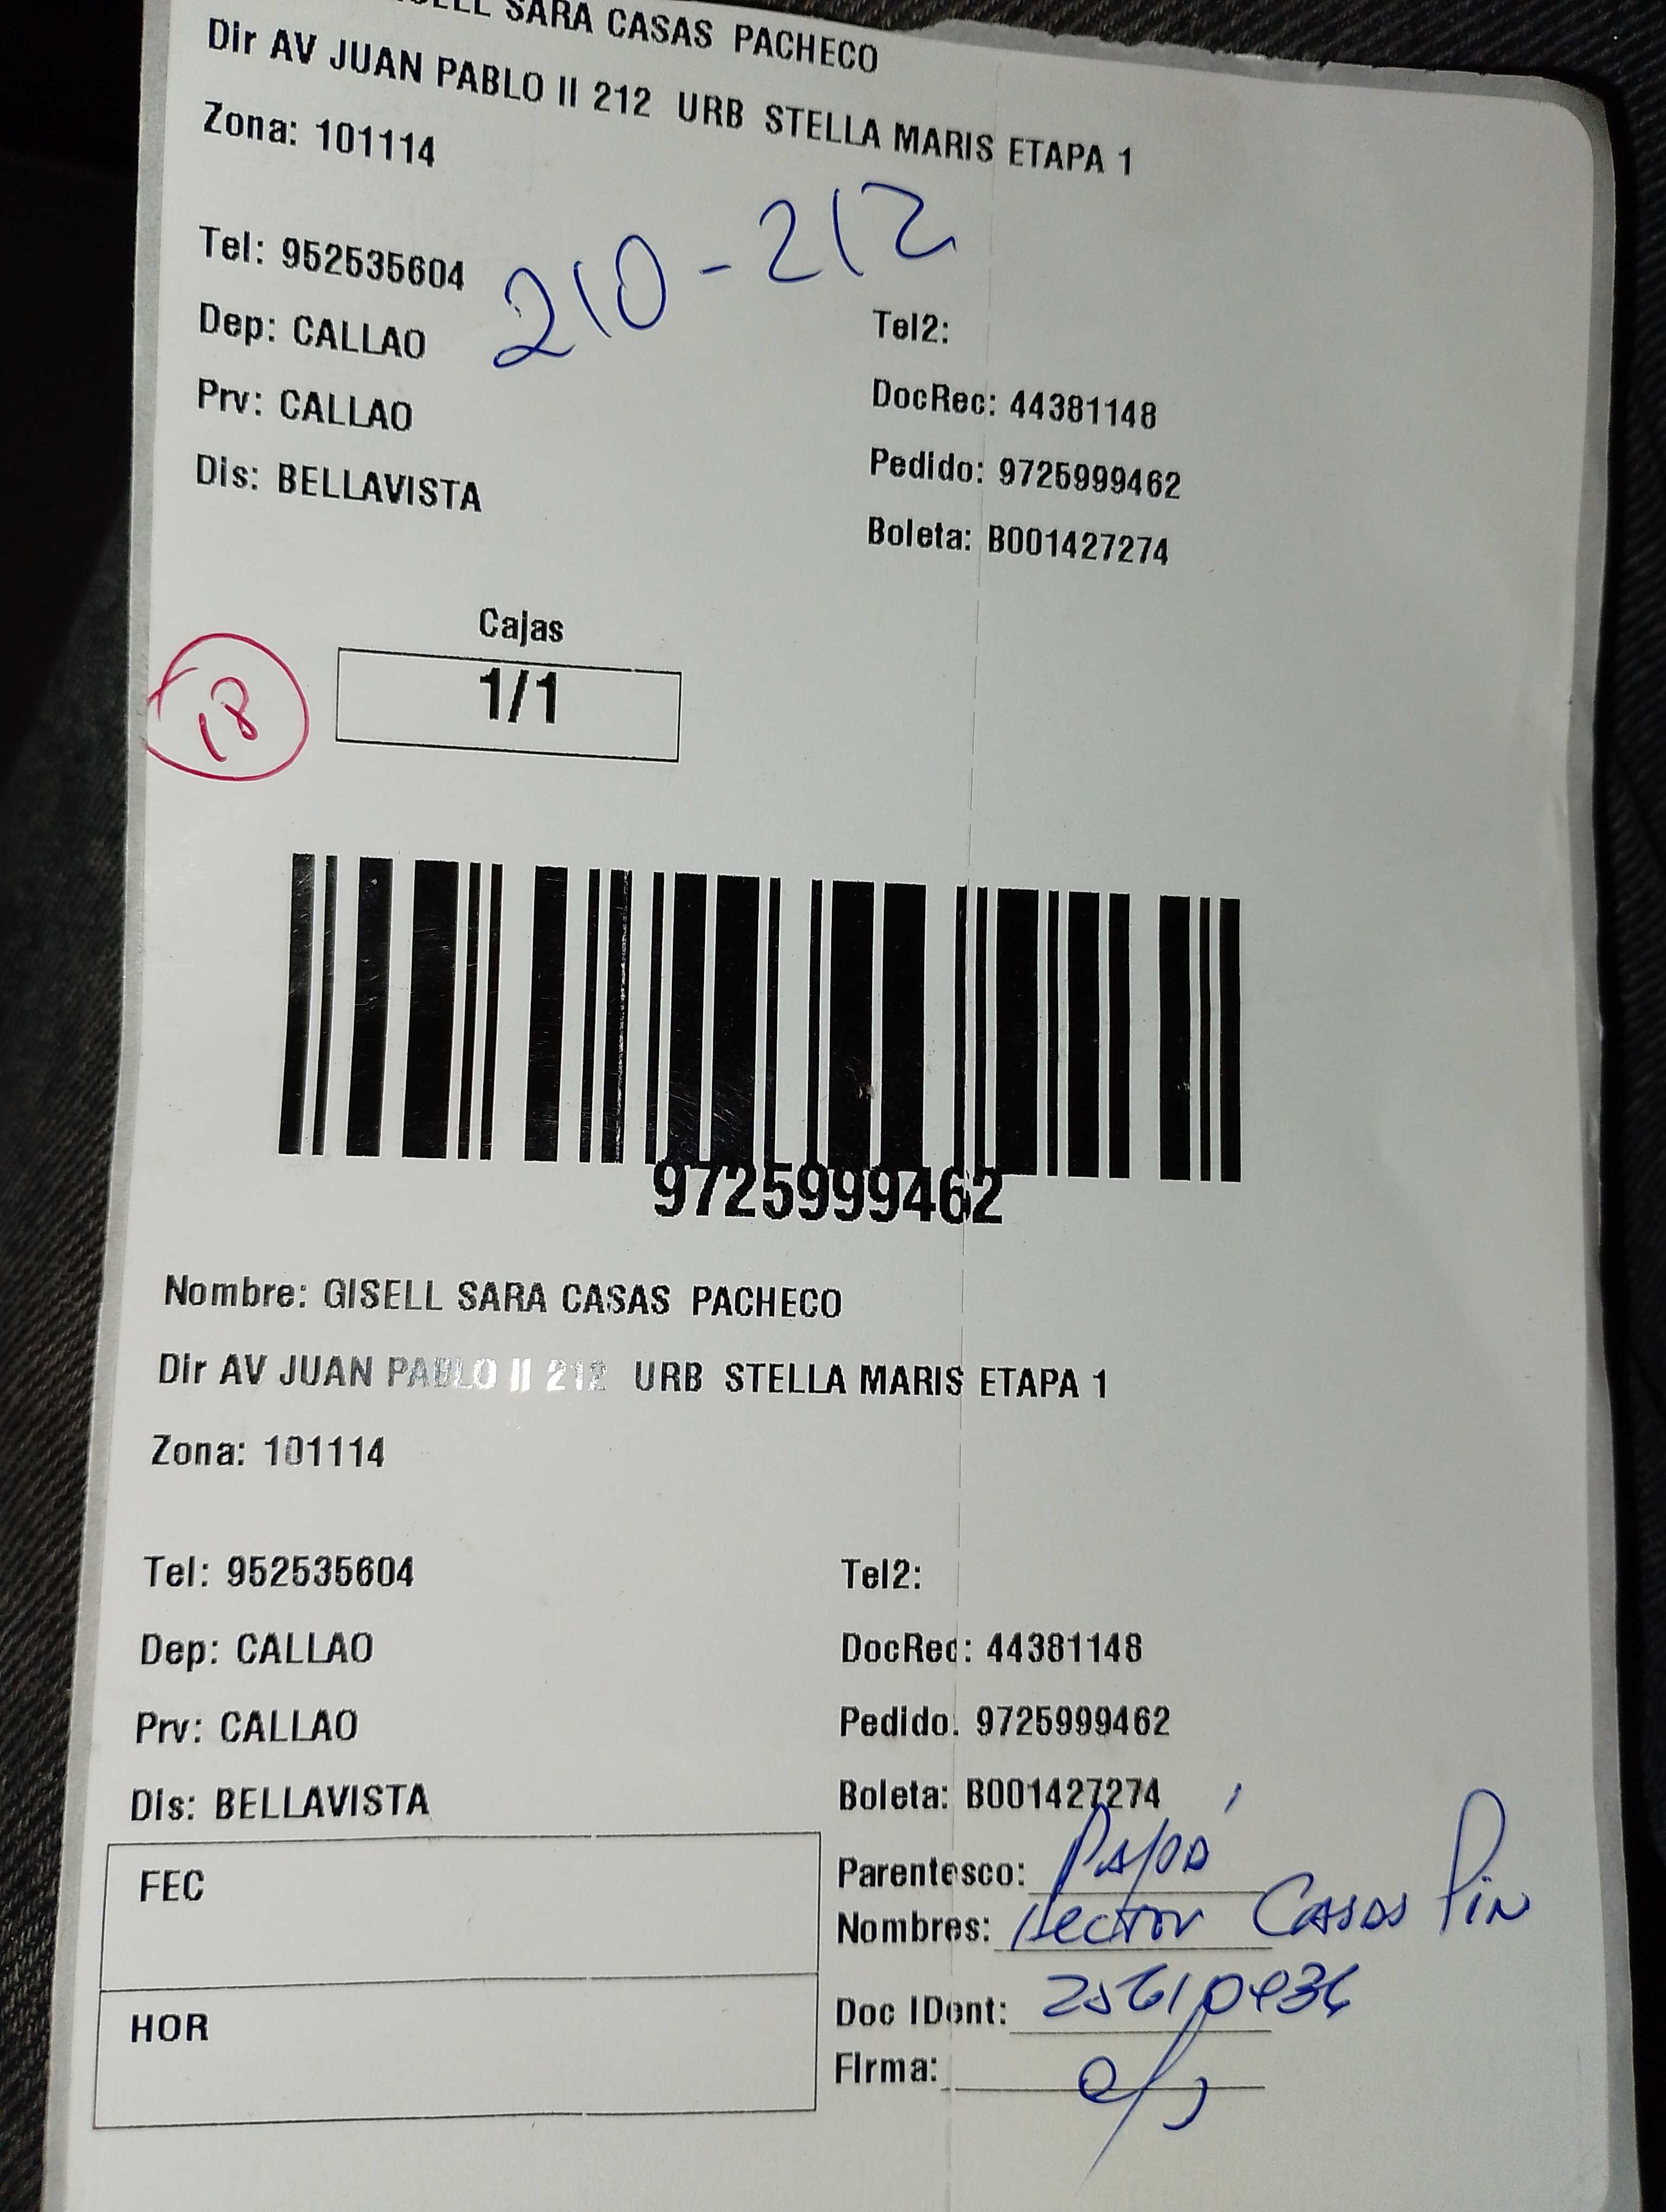 SARA CASAS PACHECO
Dir AV JUAN PABLO II 212 URB STELLA MARIS ETAPA 1
Zona: 101114
210-212
Tel: 952535604
Tel2:
Dep: CALLAO
DocRec: 44381148
Prv: CALLAO
Pedido: 9725999462
Dis: BELLAVISTA
Boleta: B001427274
Cajas
18
1/1
9725999462
Nombre: GISELL SARA CASAS PACHECO
Dir AV JUAN PABLO II 212 URB STELLA MARIS ETAPA 1
Zona: 101114
Tel: 952535604
Tel2:
Dep: CALLAO
DocRec: 44381148
Prv: CALLAO
Pedido: 9725999462
Dis: BELLAVISTA
Boleta: B001427274
FEC
Parentesco: Papá
Nombres: Hector Casas Pin
HOR
Doc IDent:
Firma: